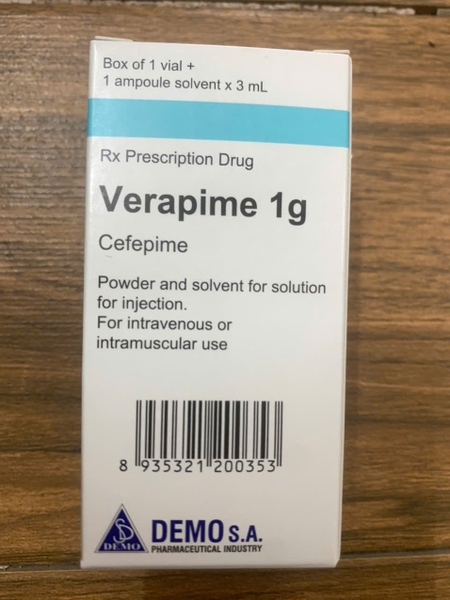 Box of 1 vial +
1 ampoule solvent x 3 mL
Rx Prescription Drug
Verapime 1g
Cefepime
Powder and solvent for solution
for injection.
For intravenous or
intramuscular use
8 935321 200353
DEMO
DEMO S.A.
PHARMACEUTICAL INDUSTRY